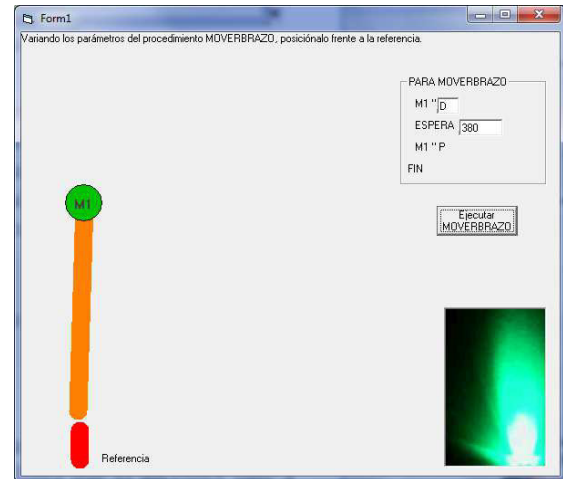 Form1
Variando los parámetros del procedimiento MOVERBRAZO, posiciónalo frente a la referencia.
PARA MOVERBRAZO
M1 "D
ESPERA 380
M1 "P
FIN
M1
Ejecutar
MOVERBRAZO
Referencia